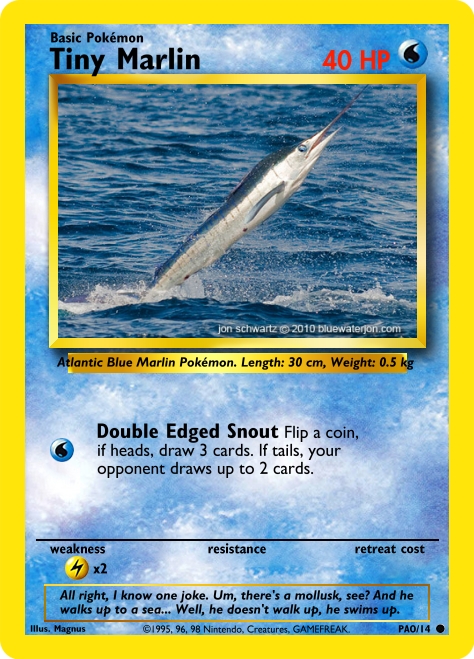 Basic Pokémon
Tiny Marlin 40 HP
jon schwartz © 2010 bluewaterjon.com
Atlantic Blue Marlin Pokémon. Length: 30 cm, Weight: 0.5 kg
Double Edged Snout Flip a coin,
if heads, draw 3 cards. If tails, your
opponent draws up to 2 cards.
weakness resistance retreat cost
x2
All right, I know one joke. Um, there's a mollusk, see? And he
walks up to a sea... Well, he doesn't walk up, he swims up.
Illus. Magnus ©1995, 96, 98 Nintendo, Creatures, GAMEFREAK. PAO/14